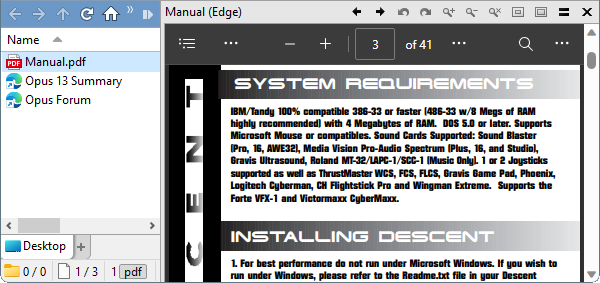 Name
Manual.pdf
Opus 13 Summary
Opus Forum
Desktop
0 / 0
1 / 3
1 pdf
Manual (Edge)
3 of 41
CENT
SYSTEM REQUIREMENTS
IBM/Tandy 100% compatible 386-33 or faster (486-33 w/8 Megs of RAM
highly recommended) with 4 Megabytes of RAM. DOS 5.0 or later. Supports
Microsoft Mouse or compatibles. Sound Cards Supported: Sound Blaster
(Pro, 16, AWE32), Media Vision Pro-Audio Spectrum (Plus, 16, and Studio),
Gravis Ultrasound, Roland MT-32/LAPC-1/SCC-1 (Music Only). 1 or 2 Joysticks
supported as well as ThrustMaster WCS, FCS, FLCS, Gravis Game Pad, Phoenix,
Logitech Cyberman, CH Flightstick Pro and Wingman Extreme. Supports the
Forte VFX-1 and Victormaxx CyberMaxx.
INSTALLING DESCENT
1. For best performance do not run under Microsoft Windows. If you wish to
run under Windows, please refer to the Readme.txt file in your Descent